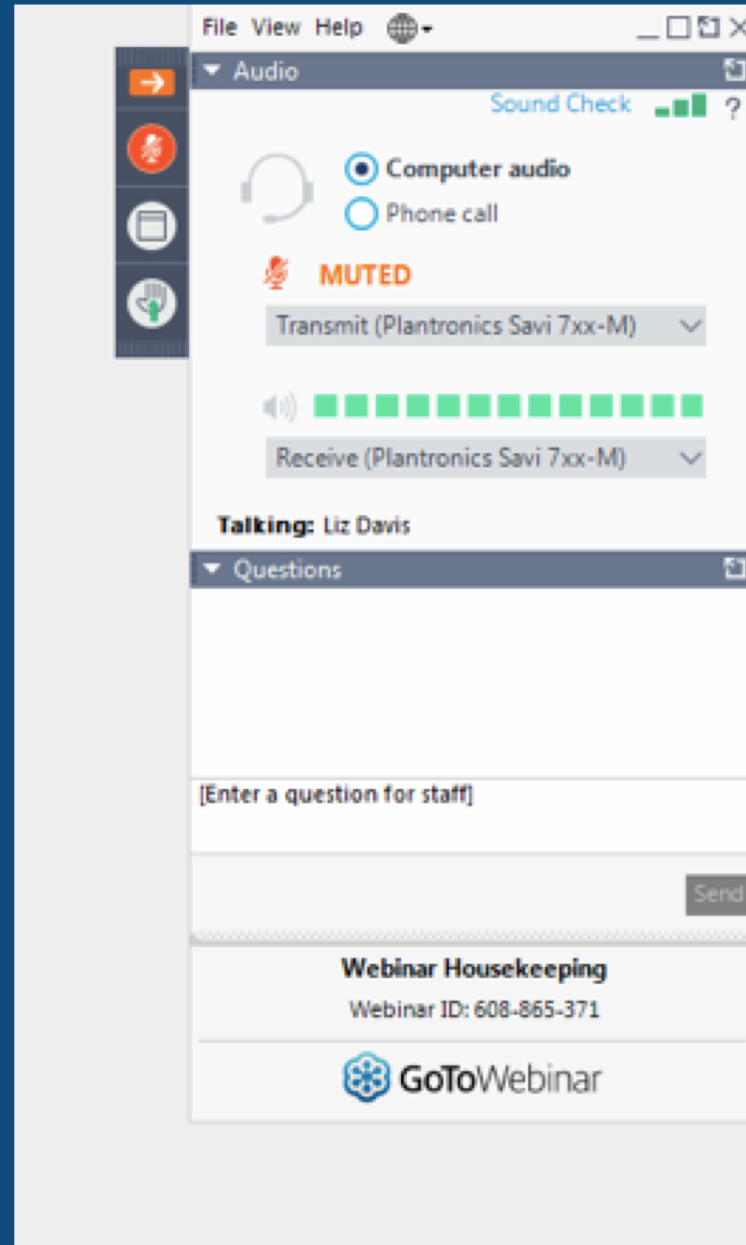 File View Help
Audio
Sound Check ?
Computer audio
Phone call
MUTED
Transmit (Plantronics Savi 7xx-M)
Receive (Plantronics Savi 7xx-M)
Talking: Liz Davis
Questions
[Enter a question for staff]
Send
Webinar Housekeeping
Webinar ID: 608-865-371
GoToWebinar